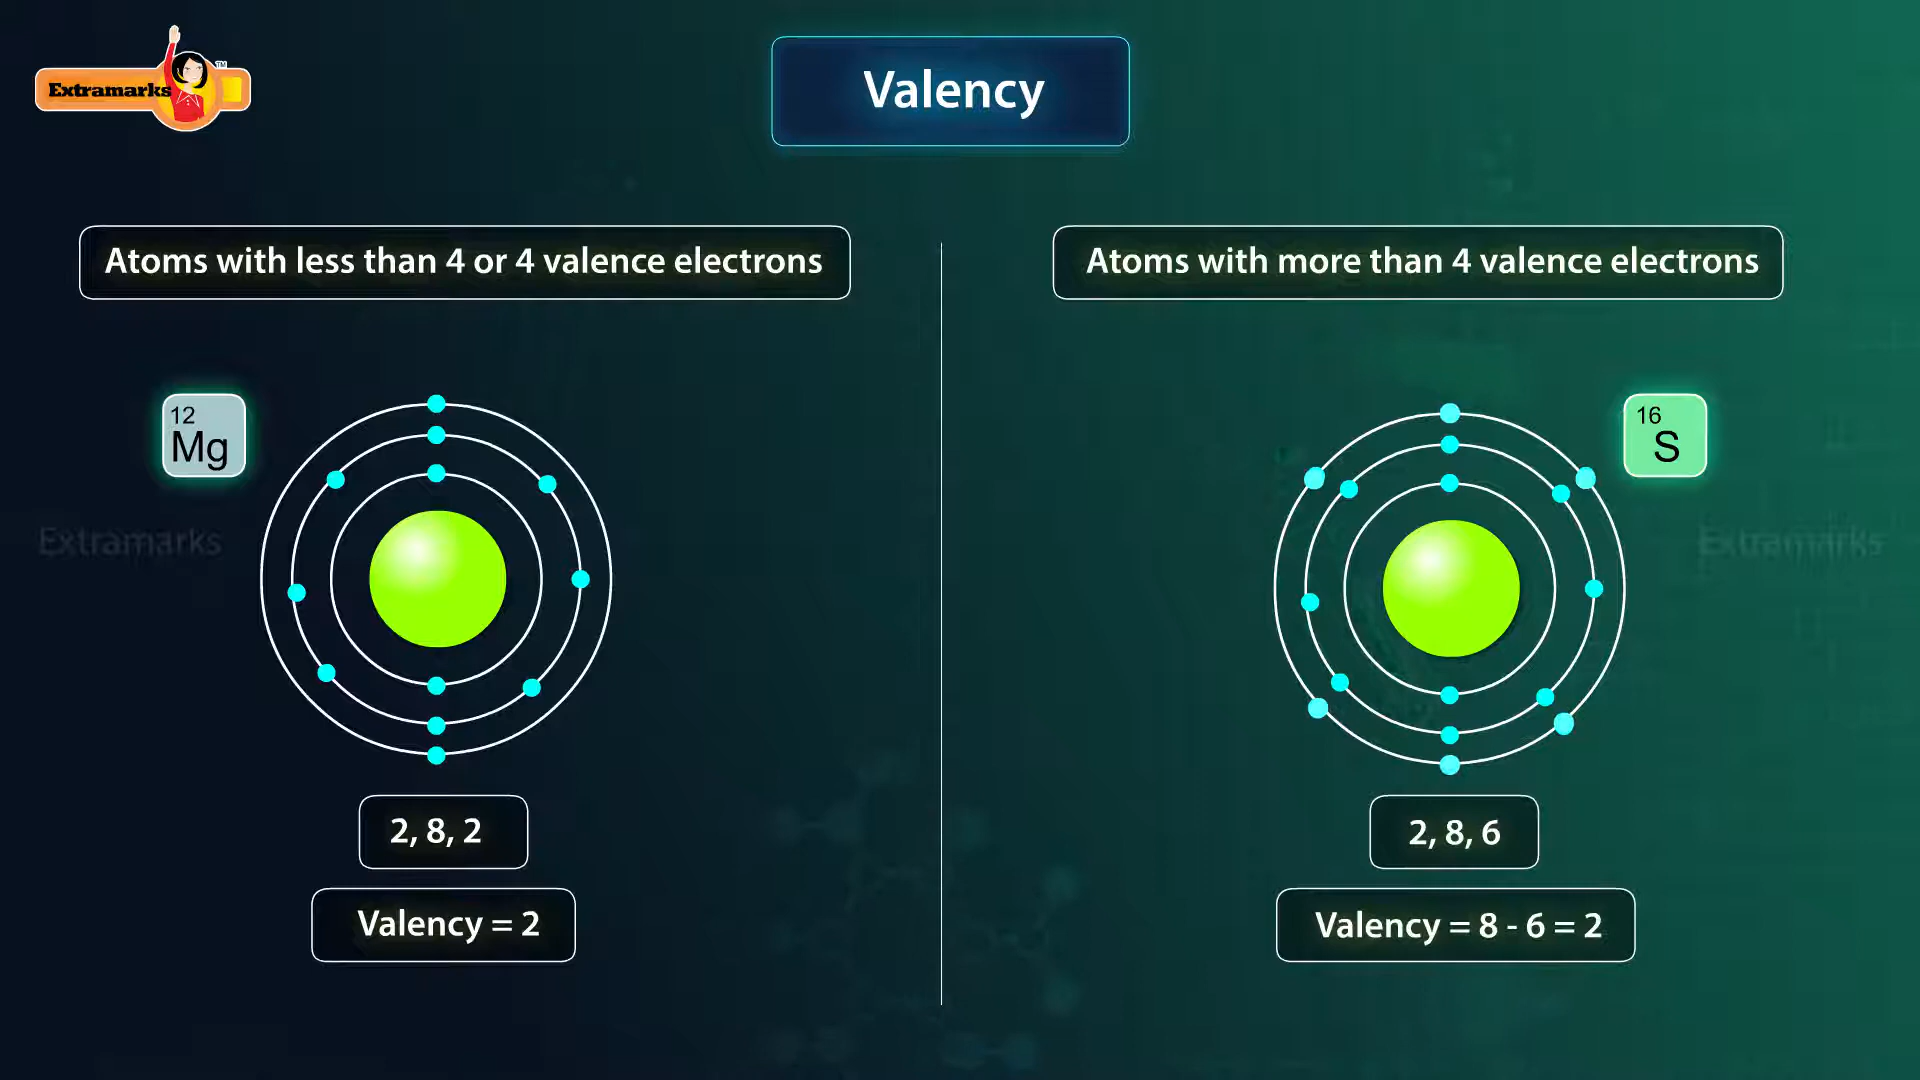 Extramarks
TM
Valency
Atoms with less than 4 or 4 valence electrons
Atoms with more than 4 valence electrons
12
Mg
16
S
Extramarks
Extramarks
2, 8, 2
2, 8, 6
Valency = 2
Valency = 8 - 6 = 2